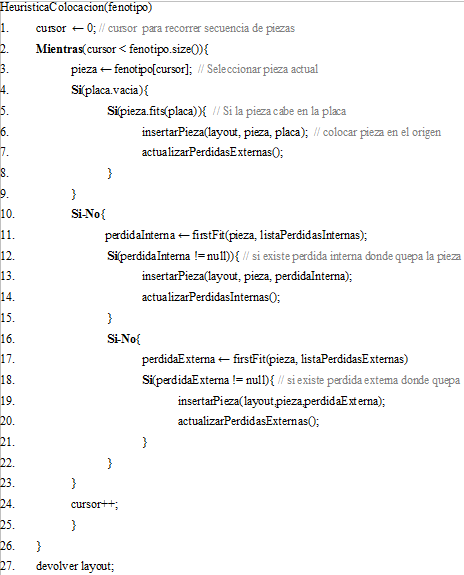 HeuristicaColocacion(fenotipo)
1. cursor ← 0; // cursor para recorrer secuencia de piezas
2. Mientras(cursor < fenotipo.size()){
3. pieza ← fenotipo[cursor]; // Seleccionar pieza actual
4. Si(placa.vacia){
5. Si(pieza.fits(placa)){ // Si la pieza cabe en la placa
6. insertarPieza(layout, pieza, placa); // colocar pieza en el origen
7. actualizarPerdidasExternas();
8. }
9. }
10. Si-No{
11. perdidaInterna ← firstFit(pieza, listaPerdidasInternas);
12. Si(perdidaInterna != null)){ // si existe perdida interna donde quepa la pieza
13. insertarPieza(layout, pieza, perdidaInterna);
14. actualizarPerdidasInternas();
15. }
16. Si-No{
17. perdidaExterna ← firstFit(pieza, listaPerdidasExternas)
18. Si(perdidaExterna != null){ // si existe perdida externa donde quepa
19. insertarPieza(layout,pieza,perdidaExterna);
20. actualizarPerdidasExternas();
21. }
22. }
23. }
24. cursor++;
25. }
26. }
27. devolver layout;